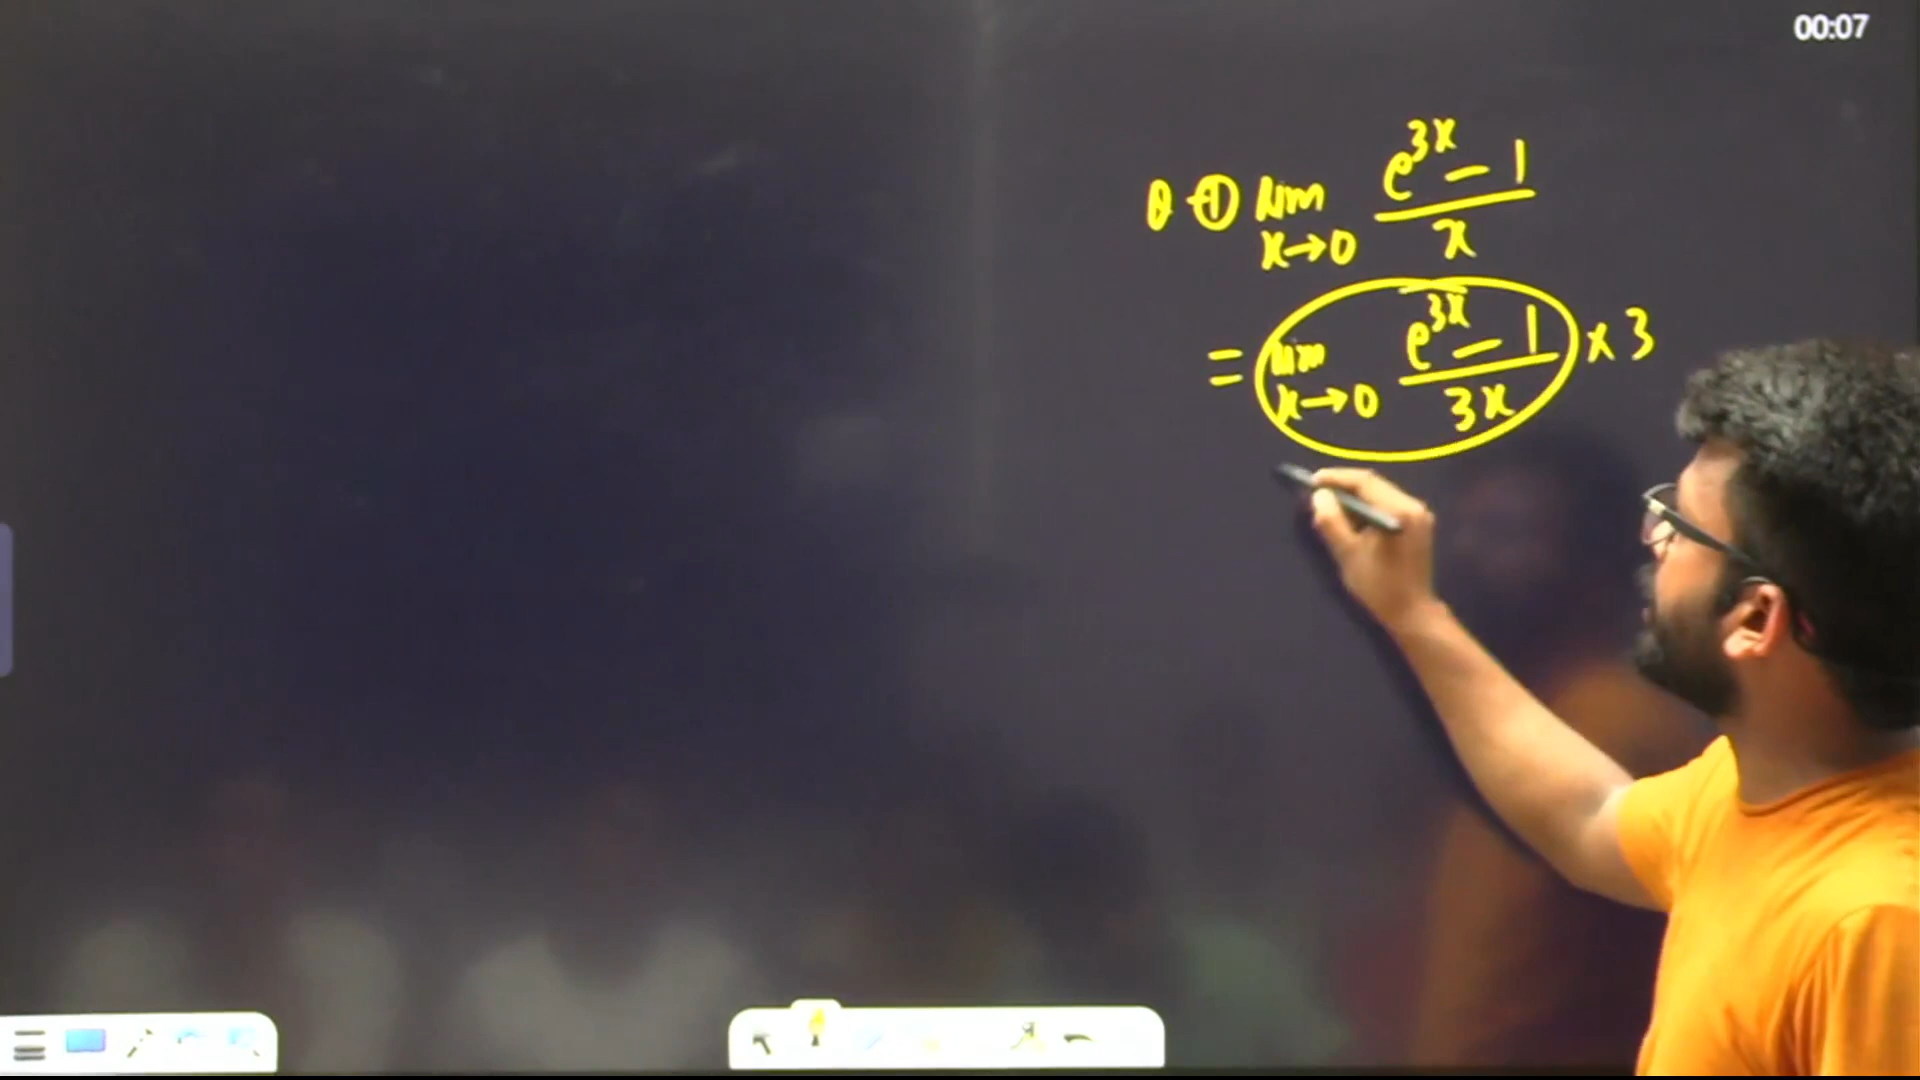 00:07
Q ① lim x→0 e^{3x} - 1 / x
= lim x→0 e^{3x} - 1 / 3x × 3